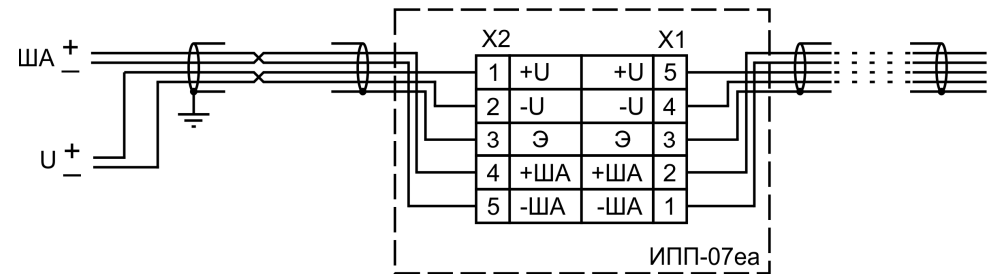 X2 X1
ША + −
1 +U +U 5
2 -U -U 4
U + −
3 Э Э 3
4 +ША +ША 2
5 -ША -ША 1
ИПП-07еа